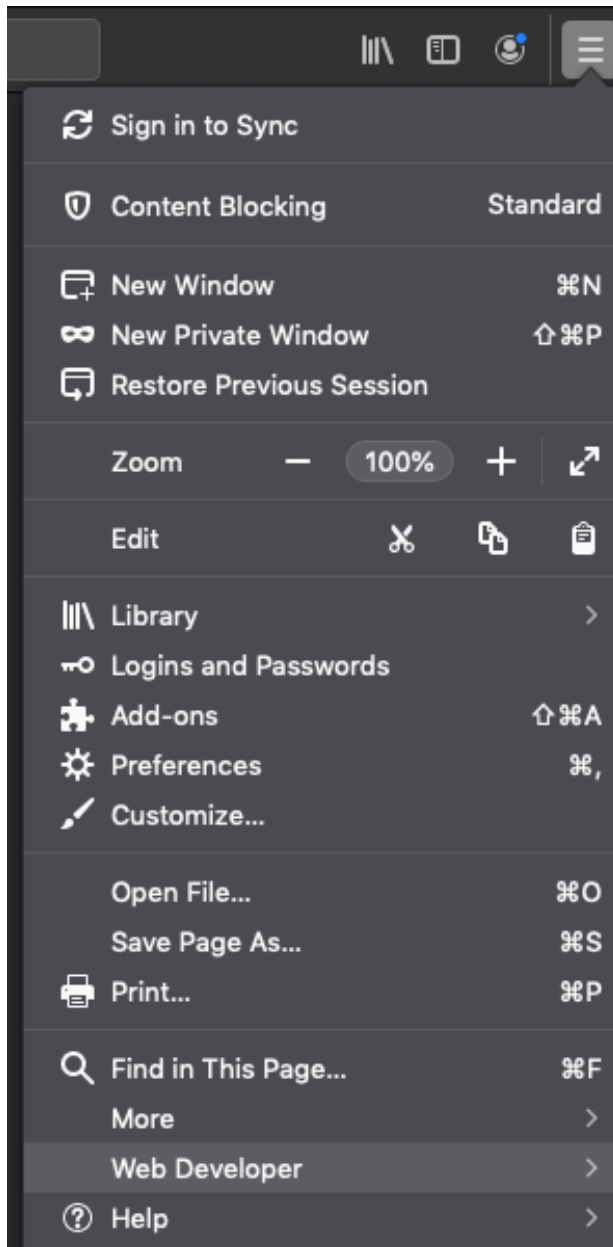 Sign in to Sync
Content Blocking Standard
New Window ⌘N
New Private Window ⇧⌘P
Restore Previous Session
Zoom − 100% +
Edit
Library >
Logins and Passwords
Add-ons ⇧⌘A
Preferences ⌘,
Customize...
Open File... ⌘O
Save Page As... ⌘S
Print... ⌘P
Find in This Page... ⌘F
More >
Web Developer >
Help >